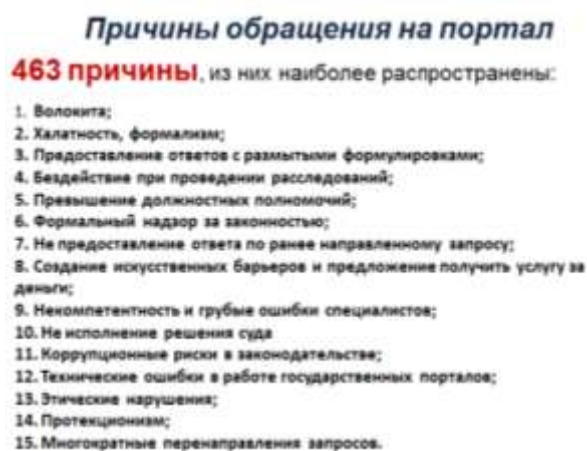 Причины обращения на портал
463 причины, из них наиболее распространены:
1. Волокита;
2. Халатность, формализм;
3. Предоставление ответов с размытыми формулировками;
4. Бездействие при проведении расследований;
5. Превышение должностных полномочий;
6. Формальный надзор за законностью;
7. Не предоставление ответа по ранее направленному запросу;
8. Создание искусственных барьеров и предложение получить услугу за
деньги;
9. Некомпетентность и грубые ошибки специалистов;
10. Не исполнение решения суда
11. Коррупционные риски в законодательстве;
12. Технические ошибки в работе государственных порталов;
13. Этические нарушения;
14. Протекционизм;
15. Многократные перенаправления запросов.